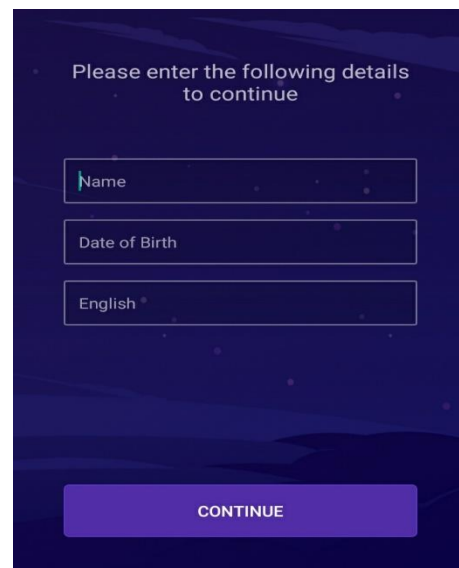 Please enter the following details
to continue
Name
Date of Birth
English
CONTINUE